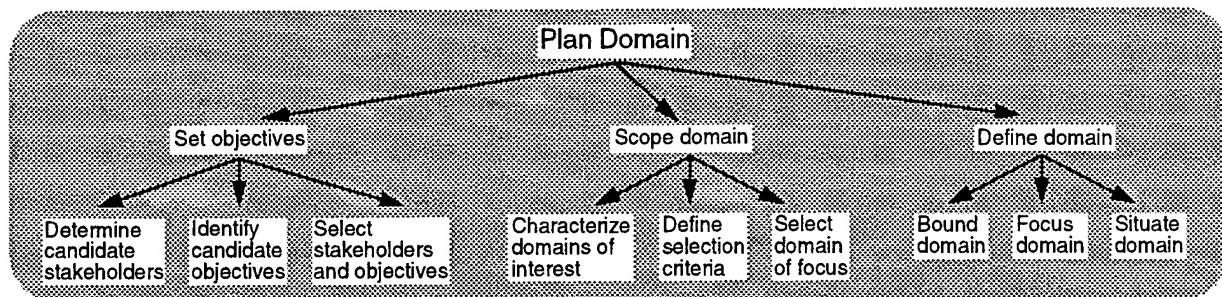 Plan Domain
Set objectives
Scope domain
Define domain
Determine
candidate
stakeholders
Identify
candidate
objectives
Select
stakeholders
and objectives
Characterize
domains of
interest
Define
selection
criteria
Select
domain
of focus
Bound
domain
Focus
domain
Situate
domain